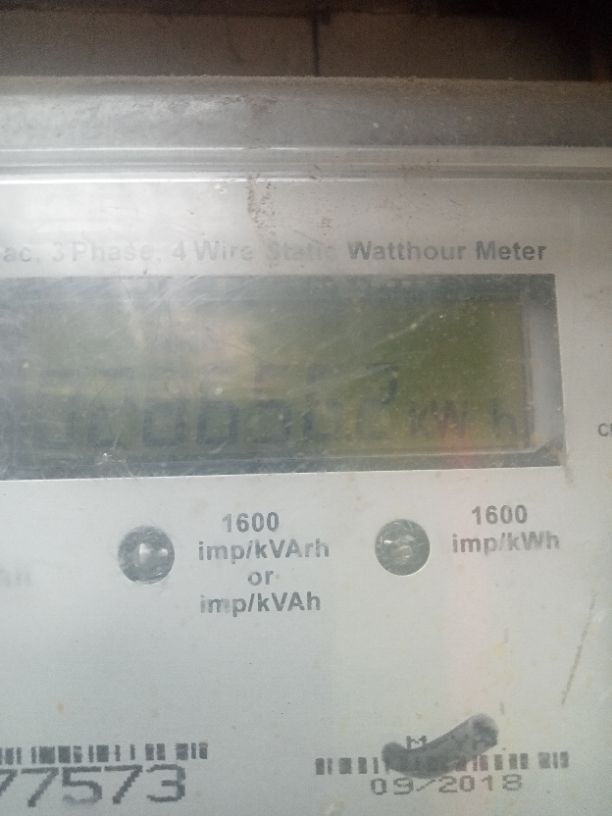 ac, 3 Phase, 4 Wire Static Watthour Meter
kW h
1600
imp/kVArh
or
imp/kVAh
1600
imp/kWh
77573
09/2018